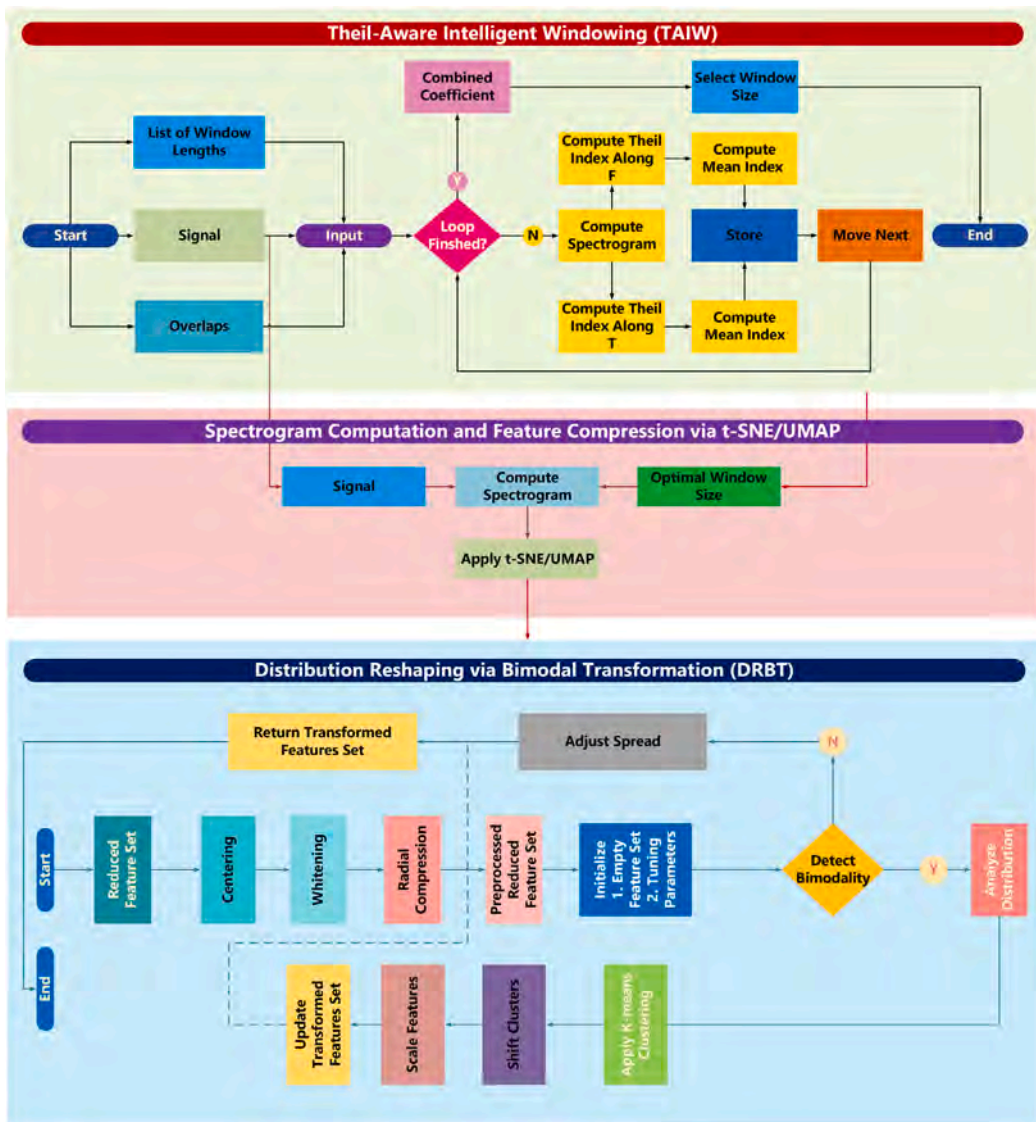 Theil-Aware Intelligent Windowing (TAIW)
Combined
Coefficient
Select Window
Size
List of Window
Lengths
Compute Theil
Index Along
F
Compute
Mean Index
Y
Start
Signal
Input
Loop
Finshed?
N
Compute
Spectrogram
Store
Move Next
End
Overlaps
Compute Theil
Index Along
T
Compute
Mean Index
Spectrogram Computation and Feature Compression via t-SNE/UMAP
Signal
Compute
Spectrogram
Optimal Window
Size
Apply t-SNE/UMAP
Distribution Reshaping via Bimodal Transformation (DRBT)
Return Transformed
Features Set
Adjust Spread
N
Start
Reduced
Feature Set
Centering
Whitening
Radial
Compression
Preprocessed
Reduced
Feature Set
Initialize
1. Empty
Feature Set
2. Tuning
Parameters
Detect
Bimodality
Y
Analyze
Distribution
End
Update
Transformed
Features Set
Scale Features
Shift Clusters
Apply K-means
Clustering